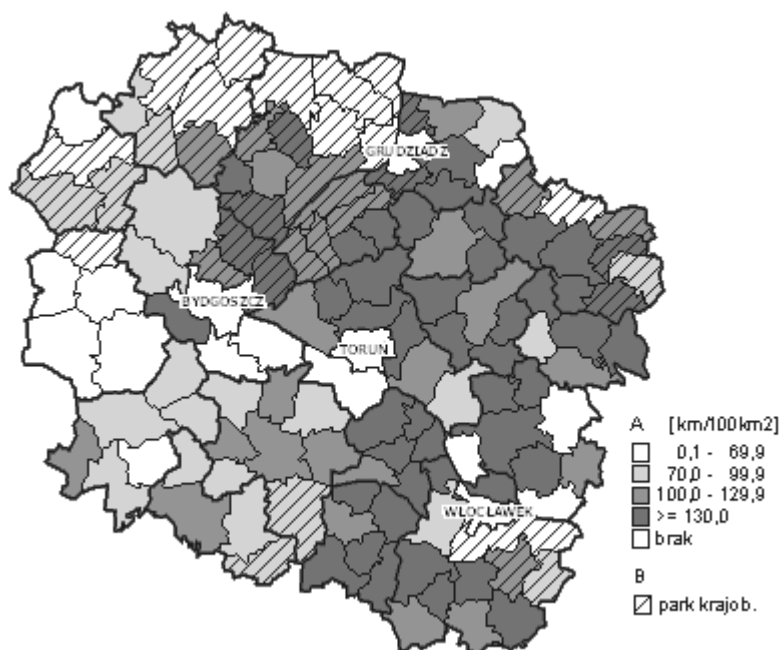 GRUDZIĄDZ
BYDGOSZCZ
TORUŃ
WŁOCŁAWEK
A [km/100km2]
0,1 - 69,9
70,0 - 99,9
100,0 - 129,9
>= 130,0
brak
B
park krajob.